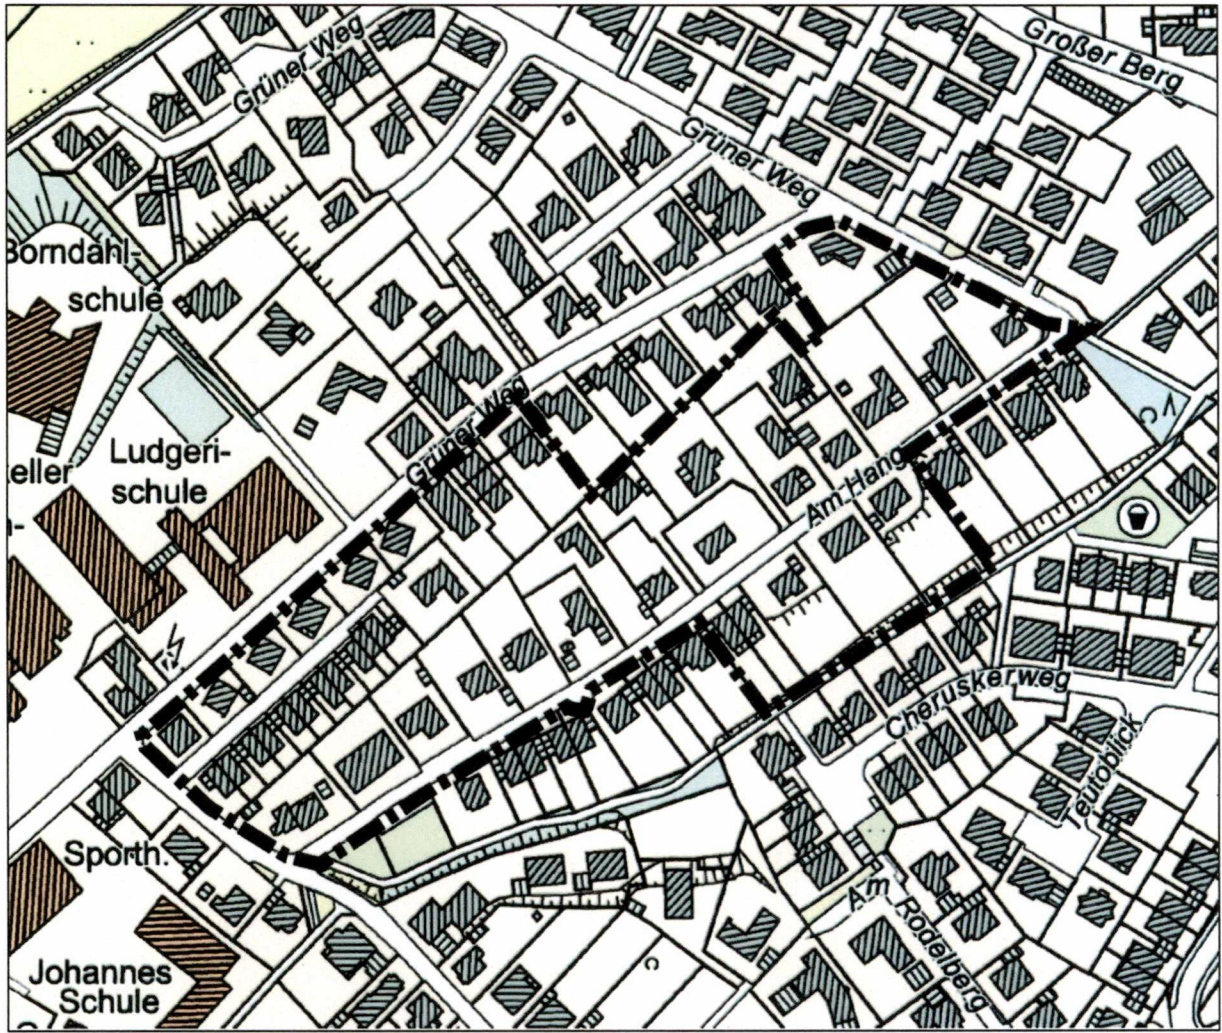 Großer Berg
Grüner Weg
Grüner Weg
Borndahl-
schule
Grüner Weg
Ludgeri-
schule
eller
Am Hang
Cheruskerweg
Teutoblick
Sporth.
Am Rodelberg
Johannes
Schule